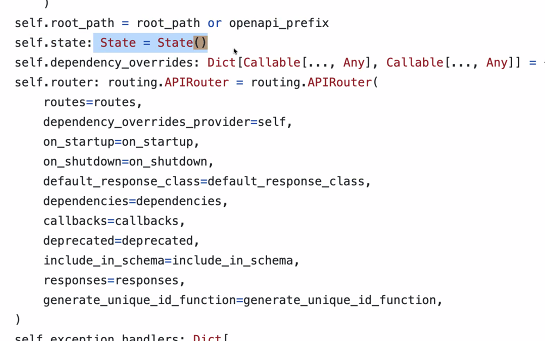 )
self.root_path = root_path or openapi_prefix
self.state: State = State()
self.dependency_overrides: Dict[Callable[..., Any], Callable[..., Any]] =
self.router: routing.APIRouter = routing.APIRouter(
routes=routes,
dependency_overrides_provider=self,
on_startup=on_startup,
on_shutdown=on_shutdown,
default_response_class=default_response_class,
dependencies=dependencies,
callbacks=callbacks,
deprecated=deprecated,
include_in_schema=include_in_schema,
responses=responses,
generate_unique_id_function=generate_unique_id_function,
)
self.exception_handlers: Dict[